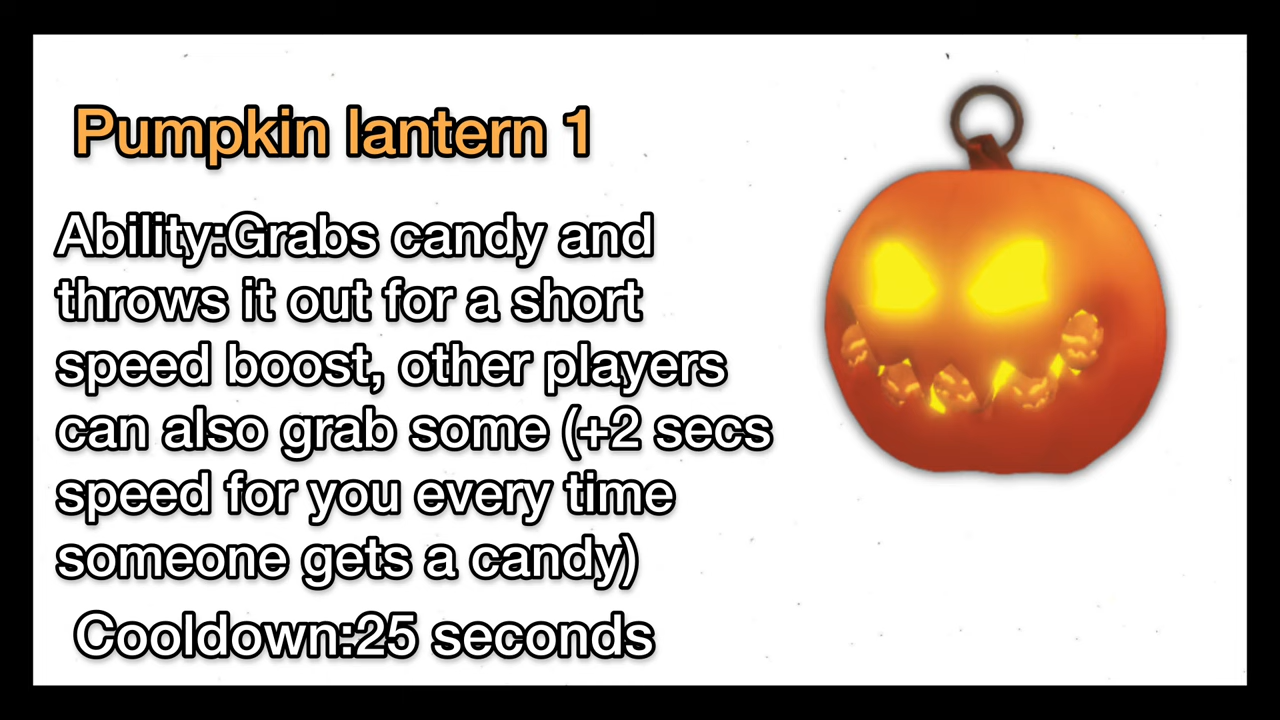 Pumpkin lantern 1
Ability:Grabs candy and
throws it out for a short
speed boost, other players
can also grab some (+2 secs
speed for you every time
someone gets a candy)
Cooldown:25 seconds